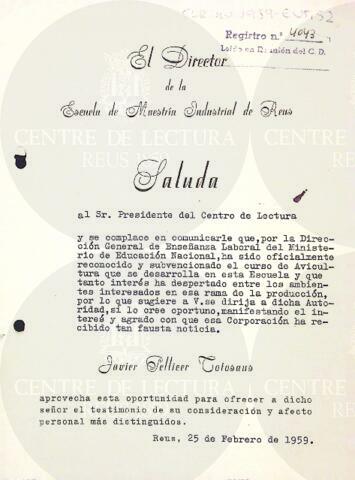 Registro n.º 4043
Leído en Reunión del C.D.
El Director
de la
Escuela de Maestría Industrial de Reus
CENTRE DE LECTURA
REUS
Saluda
al Sr. Presidente del Centro de Lectura
y se complace en comunicarle que, por la Direc-
ción General de Enseñanza Laboral del Ministe-
rio de Educación Nacional, ha sido oficialmente
reconocido y subvencionado el curso de Avicul-
tura que se desarrolla en esta Escuela y que
tanto interés ha despertado entre los ambien-
tes interesados en esa rama de la producción,
por lo que sugiere a V. se dirija a dicha Auto-
ridad, si lo cree oportuno, manifestando el in-
terés y agrado con que esa Corporación ha re-
cibido tan fausta noticia.
Javier Pellicer Totosaus
aprovecha esta oportunidad para ofrecer a dicho
señor el testimonio de su consideración y afecto
personal más distinguidos.
Reus, 25 de Febrero de 1959.